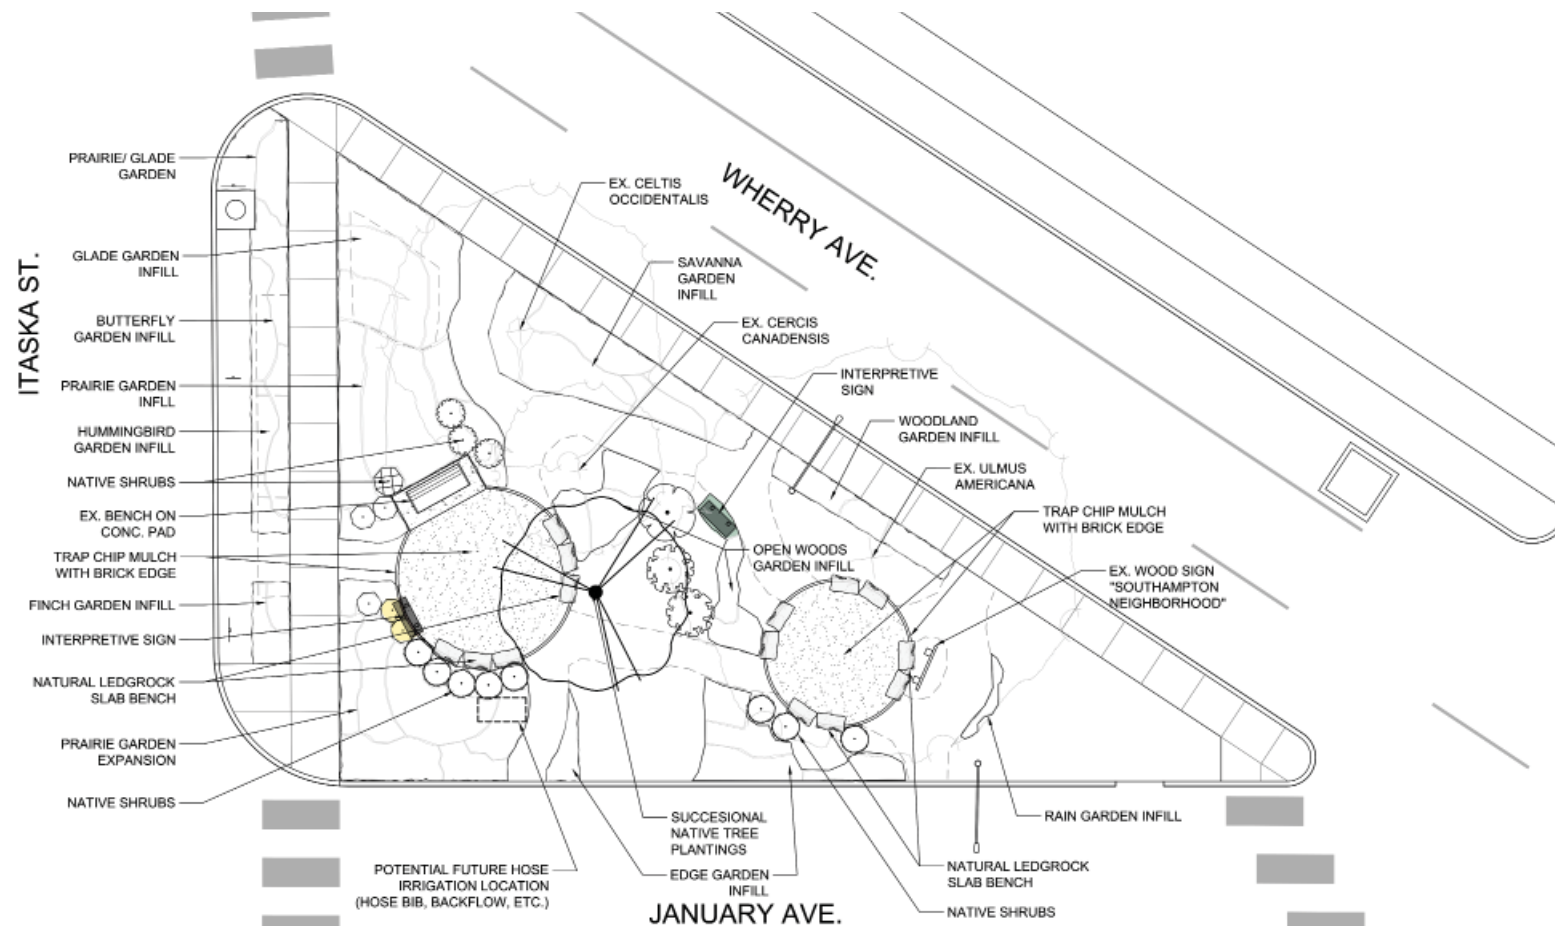 PRAIRIE/ GLADE
GARDEN
GLADE GARDEN
INFILL
BUTTERFLY
GARDEN INFILL
PRAIRIE GARDEN
INFLL
HUMMINGBIRD
GARDEN INFILL
NATIVE SHRUBS
EX. BENCH ON
CONC. PAD
TRAP CHIP MULCH
WITH BRICK EDGE
FINCH GARDEN INFILL
INTERPRETIVE SIGN
NATURAL LEDGROCK
SLAB BENCH
PRAIRIE GARDEN
EXPANSION
NATIVE SHRUBS
ITASKA ST.
EX. CELTIS
OCCIDENTALIS
SAVANNA
GARDEN
INFILL
EX. CERCIS
CANADENSIS
WHERRY AVE.
INTERPRETIVE
SIGN
WOODLAND
GARDEN INFILL
EX. ULMUS
AMERICANA
TRAP CHIP MULCH
WITH BRICK EDGE
OPEN WOODS
GARDEN INFILL
EX. WOOD SIGN
"SOUTHAMPTON
NEIGHBORHOOD"
RAIN GARDEN INFILL
SUCCESIONAL
NATIVE TREE
PLANTINGS
POTENTIAL FUTURE HOSE
IRRIGATION LOCATION
(HOSE BIB, BACKFLOW, ETC.)
EDGE GARDEN
INFILL
NATURAL LEDGROCK
SLAB BENCH
NATIVE SHRUBS
JANUARY AVE.